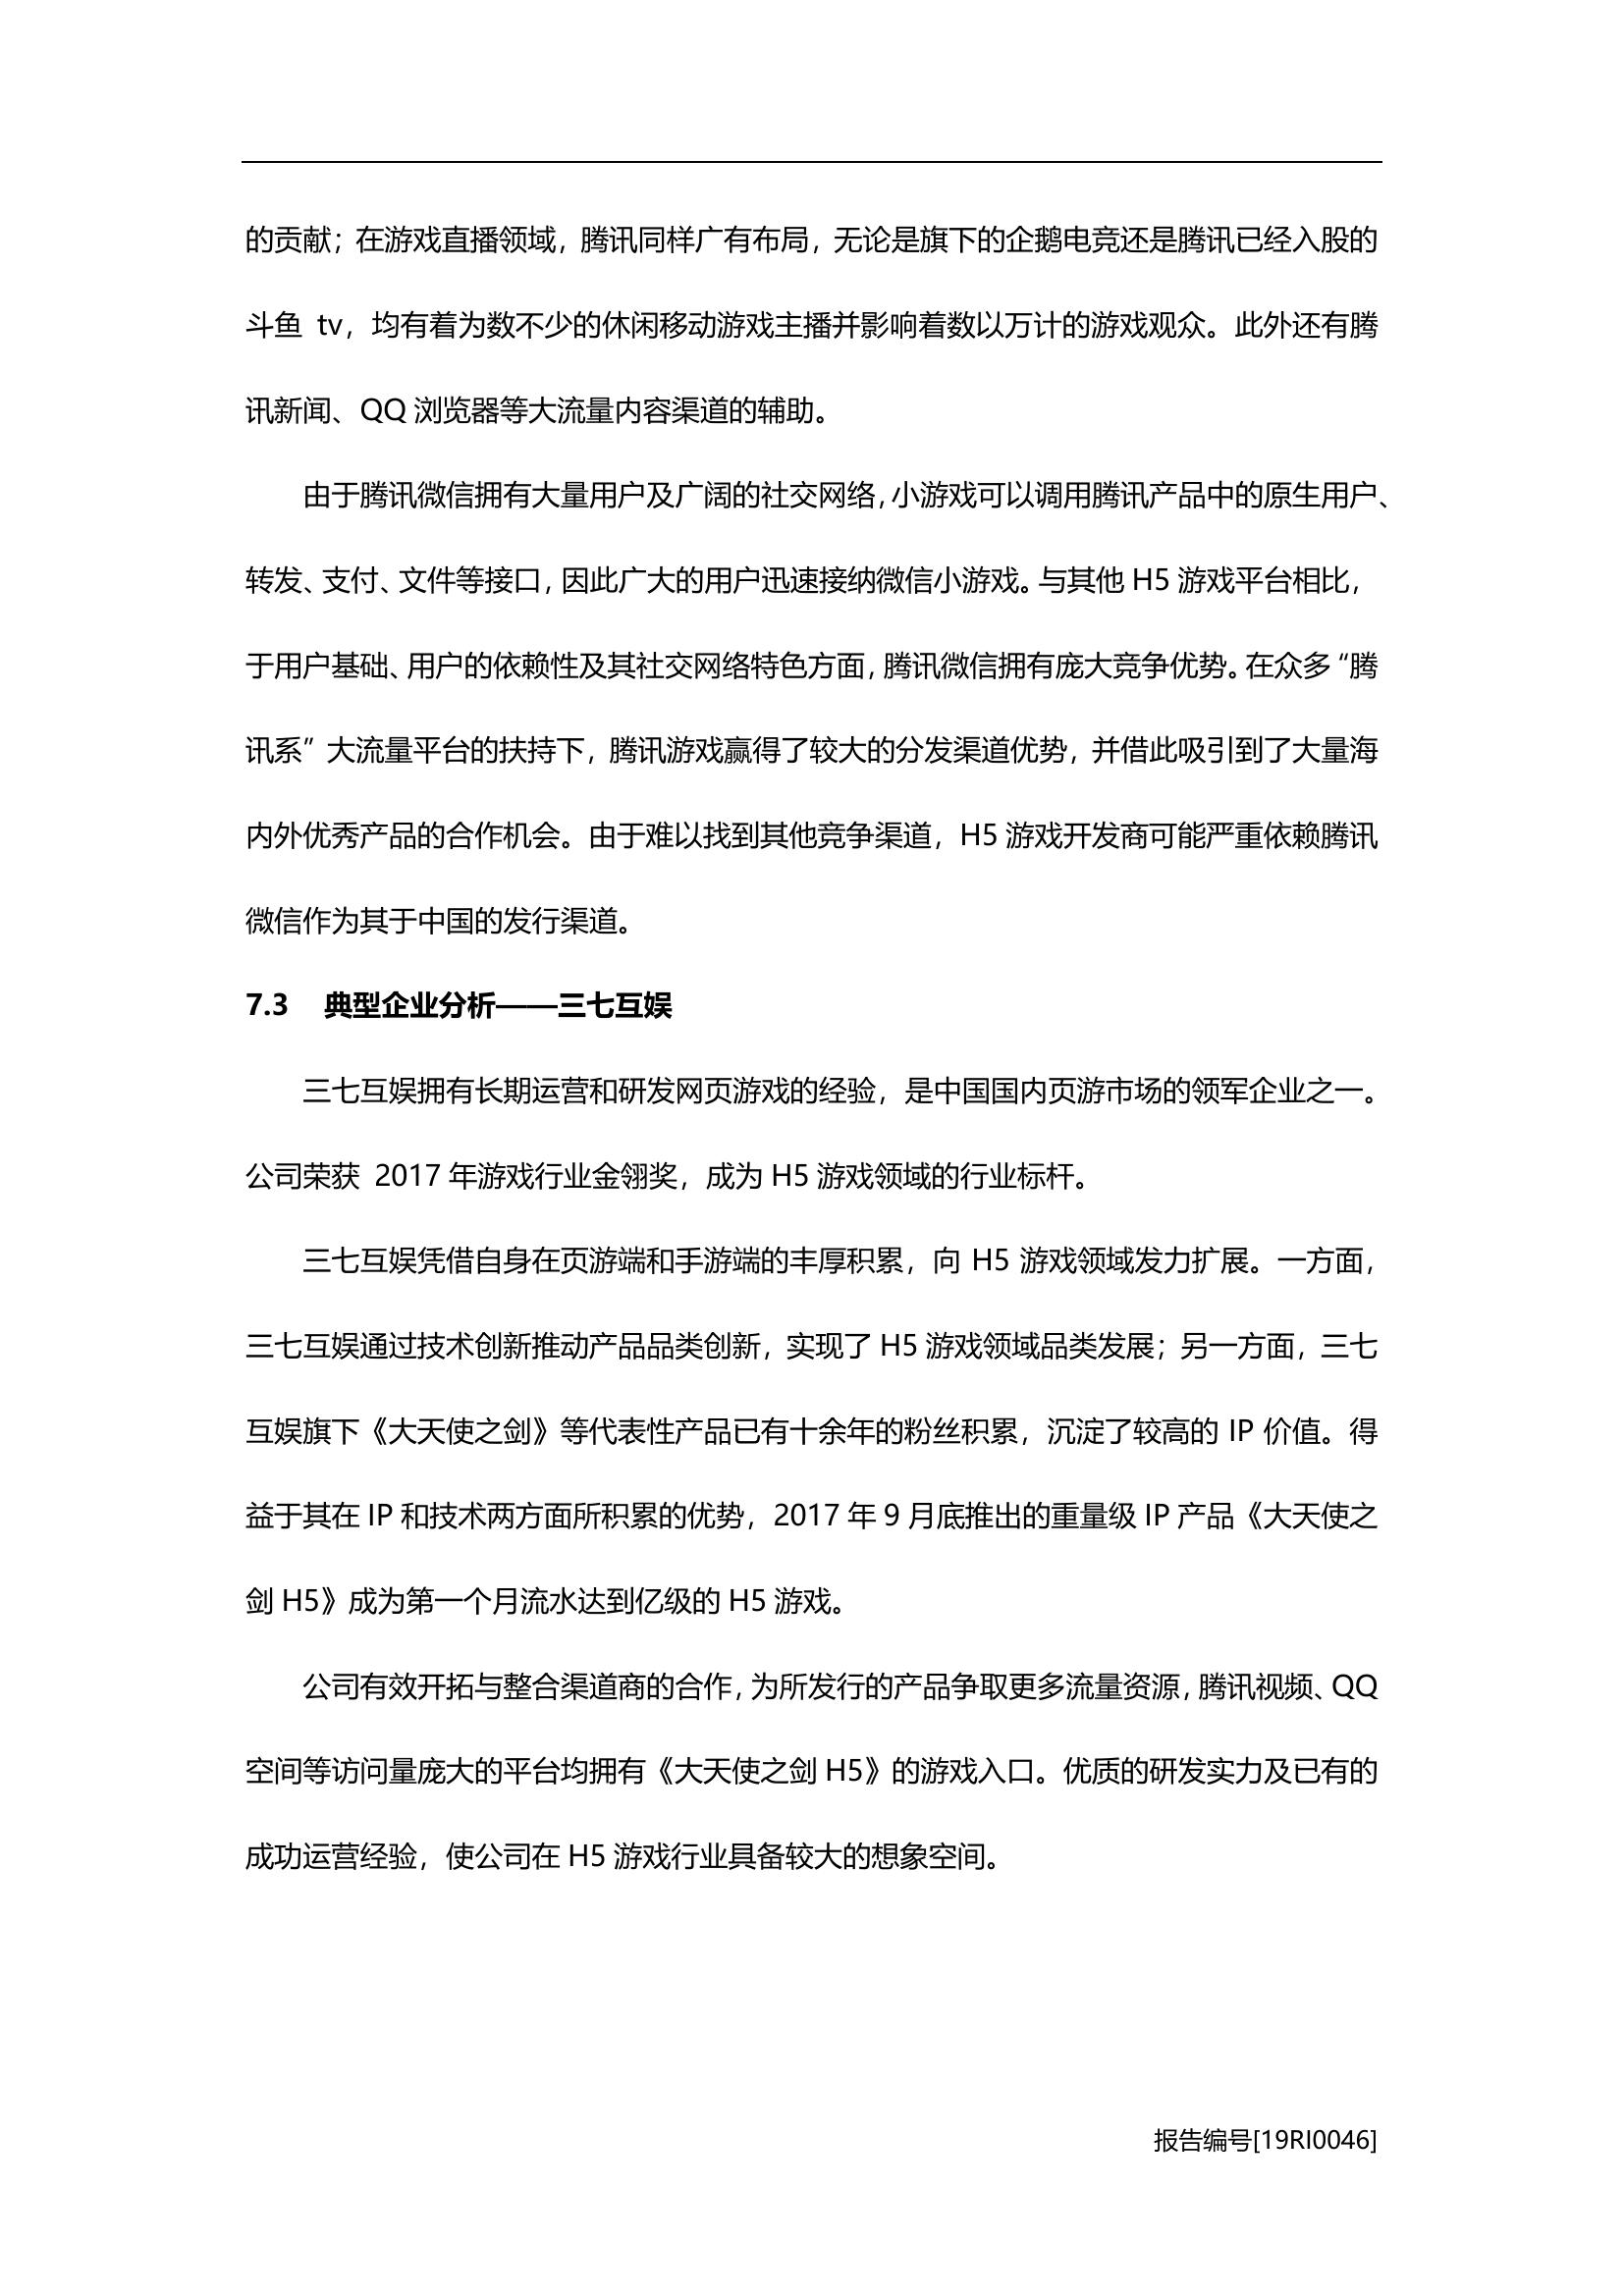 的贡献；在游戏直播领域，腾讯同样广有布局，无论是旗下的企鹅电竞还是腾讯已经入股的
斗鱼 tv，均有着为数不少的休闲移动游戏主播并影响着数以万计的游戏观众。此外还有腾
讯新闻、QQ 浏览器等大流量内容渠道的辅助。
由于腾讯微信拥有大量用户及广阔的社交网络，小游戏可以调用腾讯产品中的原生用户、
转发、支付、文件等接口，因此广大的用户迅速接纳微信小游戏。与其他 H5 游戏平台相比，
于用户基础、用户的依赖性及其社交网络特色方面，腾讯微信拥有庞大竞争优势。在众多“腾
讯系”大流量平台的扶持下，腾讯游戏赢得了较大的分发渠道优势，并借此吸引到了大量海
内外优秀产品的合作机会。由于难以找到其他竞争渠道，H5 游戏开发商可能严重依赖腾讯
微信作为其于中国的发行渠道。
7.3 典型企业分析——三七互娱
三七互娱拥有长期运营和研发网页游戏的经验，是中国国内页游市场的领军企业之一。
公司荣获 2017 年游戏行业金翎奖，成为 H5 游戏领域的行业标杆。
三七互娱凭借自身在页游端和手游端的丰厚积累，向 H5 游戏领域发力扩展。一方面，
三七互娱通过技术创新推动产品品类创新，实现了 H5 游戏领域品类发展；另一方面，三七
互娱旗下《大天使之剑》等代表性产品已有十余年的粉丝积累，沉淀了较高的 IP 价值。得
益于其在 IP 和技术两方面所积累的优势，2017 年 9 月底推出的重量级 IP 产品《大天使之
剑 H5》成为第一个月流水达到亿级的 H5 游戏。
公司有效开拓与整合渠道商的合作，为所发行的产品争取更多流量资源，腾讯视频、QQ
空间等访问量庞大的平台均拥有《大天使之剑 H5》的游戏入口。优质的研发实力及已有的
成功运营经验，使公司在 H5 游戏行业具备较大的想象空间。
报告编号[19RI0046]